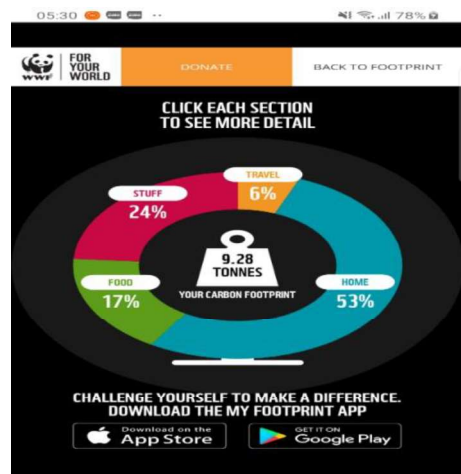 05:30
78%
WWF
FOR
YOUR
WORLD
DONATE
BACK TO FOOTPRINT
CLICK EACH SECTION
TO SEE MORE DETAIL
TRAVEL
6%
STUFF
24%
9.28
TONNES
YOUR CARBON FOOTPRINT
FOOD
17%
HOME
53%
CHALLENGE YOURSELF TO MAKE A DIFFERENCE.
DOWNLOAD THE MY FOOTPRINT APP
Download on the
App Store
GET IT ON
Google Play